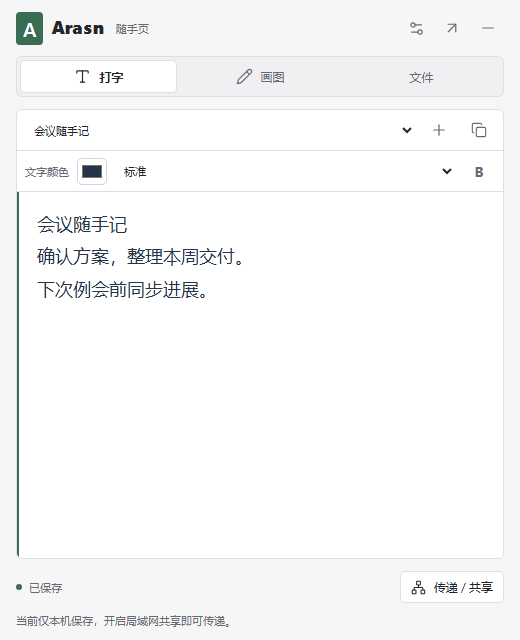 A Arasn 随手页
打字 画图 文件
会议随手记
文字颜色 标准 B
会议随手记
确认方案，整理本周交付。
下次例会前同步进展。
已保存 传递 / 共享
当前仅本机保存，开启局域网共享即可传递。